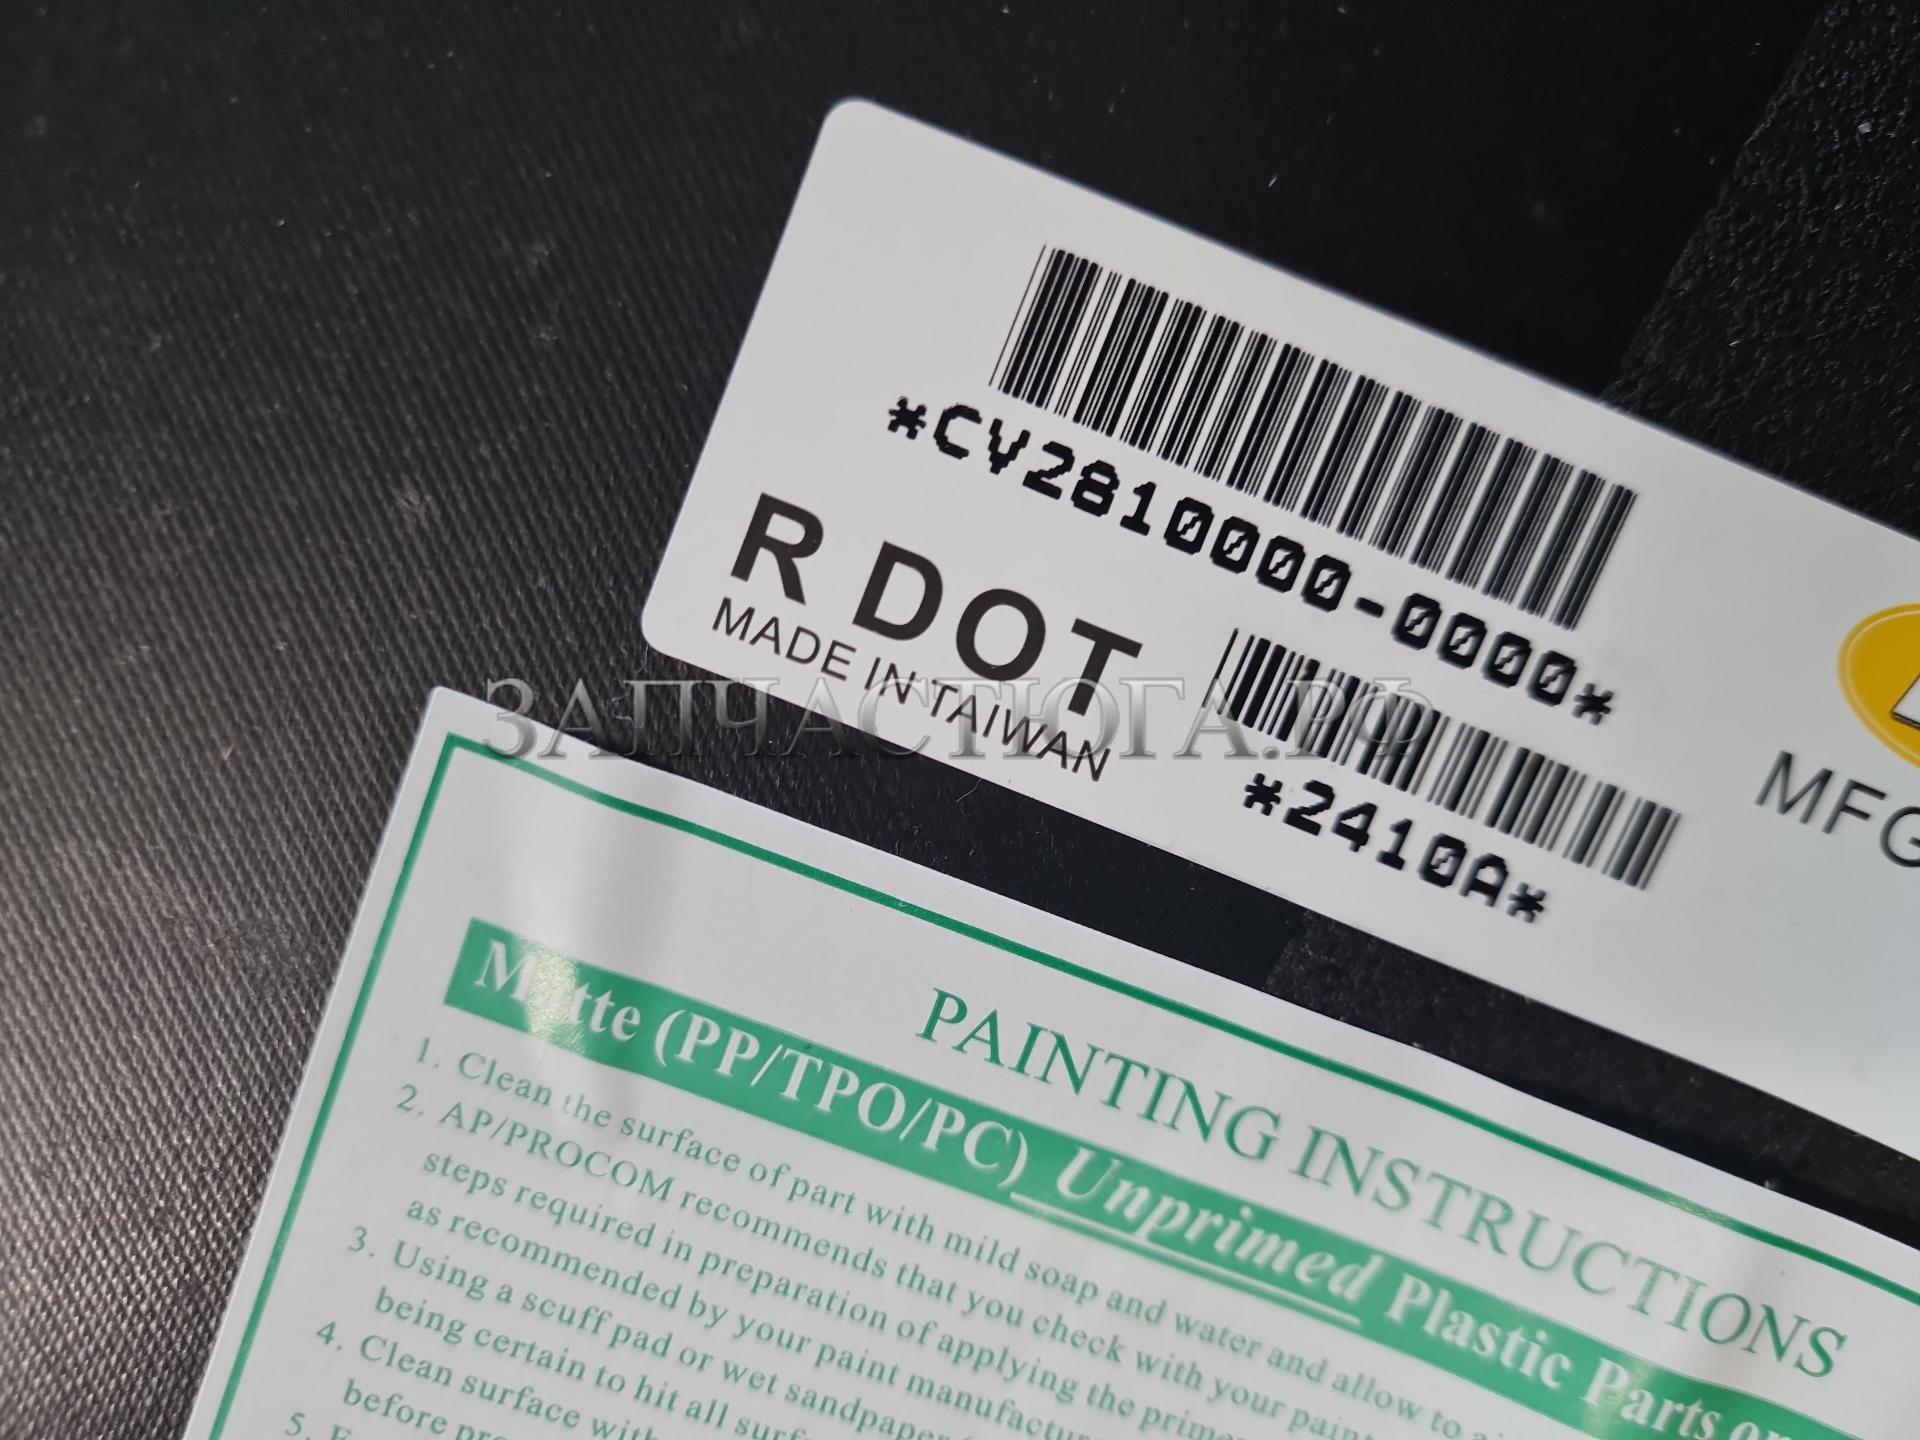 *CV2810000-0000*
R DOT
MADE IN TAIWAN
*2410A*
MFG
ЗАПЧАСТЮГА.РФ
PAINTING INSTRUCTIONS
Matte (PP/TPO/PC) Unprimed Plastic Parts
1. Clean the surface of part with mild soap and water and allow to
2. AP/PROCOM recommends that you check with your paint
steps required in preparation of applying the primer
as recommended by your paint
3. Using a scuff pad or wet sandpaper
being certain to hit all
4. Clean surface with
before
5.